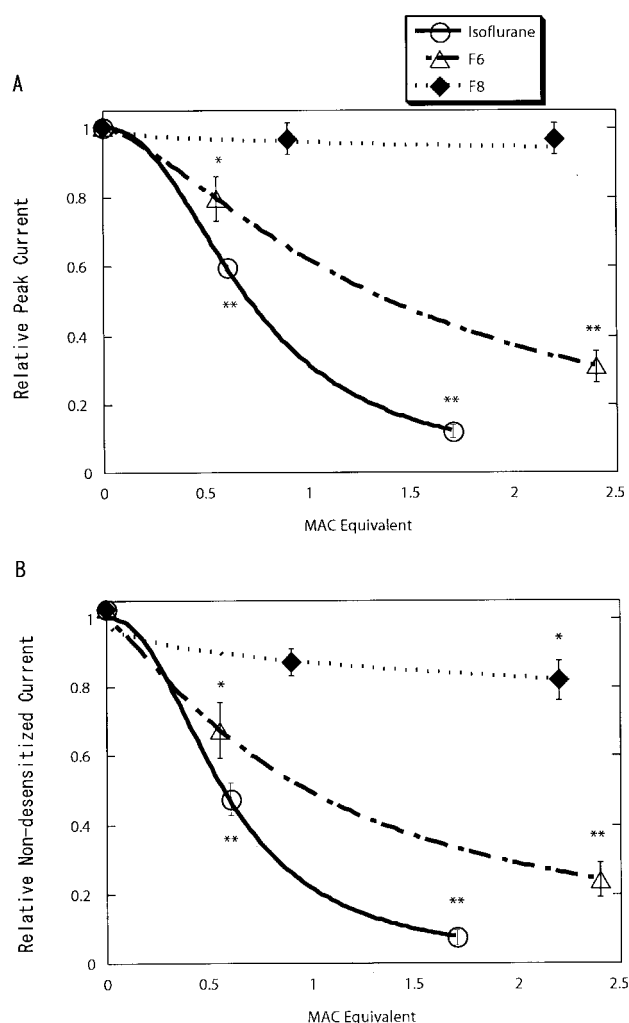 Isoflurane
F6
F8
A
Relative Peak Current
1
0.8
0.6
0.4
0.2
0
*
**
**
**
0 0.5 1 1.5 2 2.5
MAC Equivalent
B
Relative Non-desensitized Current
1
0.8
0.6
0.4
0.2
0
*
*
**
**
**
0 0.5 1 1.5 2 2.5
MAC Equivalent